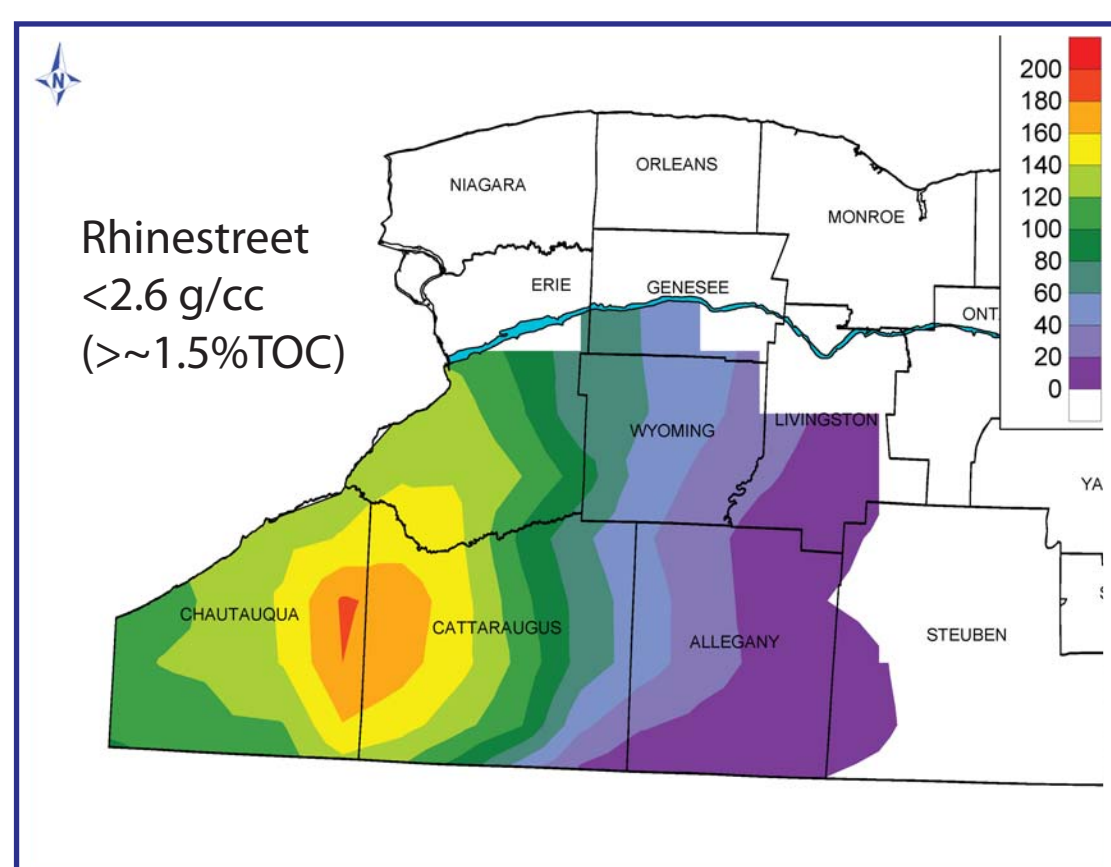 N
Rhinestreet
<2.6 g/cc
(>~1.5%TOC)
NIAGARA
ORLEANS
MONROE
ERIE
GENESEE
ONT
WYOMING
LIVINGSTON
YA
CHAUTAUQUA
CATTARAUGUS
ALLEGANY
STEUBEN
S
200
180
160
140
120
100
80
60
40
20
0